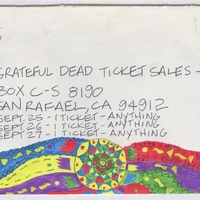 GRATEFUL DEAD TICKET SALES -
BOX C-S 8190
SAN RAFAEL, CA 94912
SEPT. 25 - 1 TICKET - ANYTHING
SEPT 26 - 1 TICKET - ANYTHING
SEPT 27 - 1 TICKET - ANYTHING